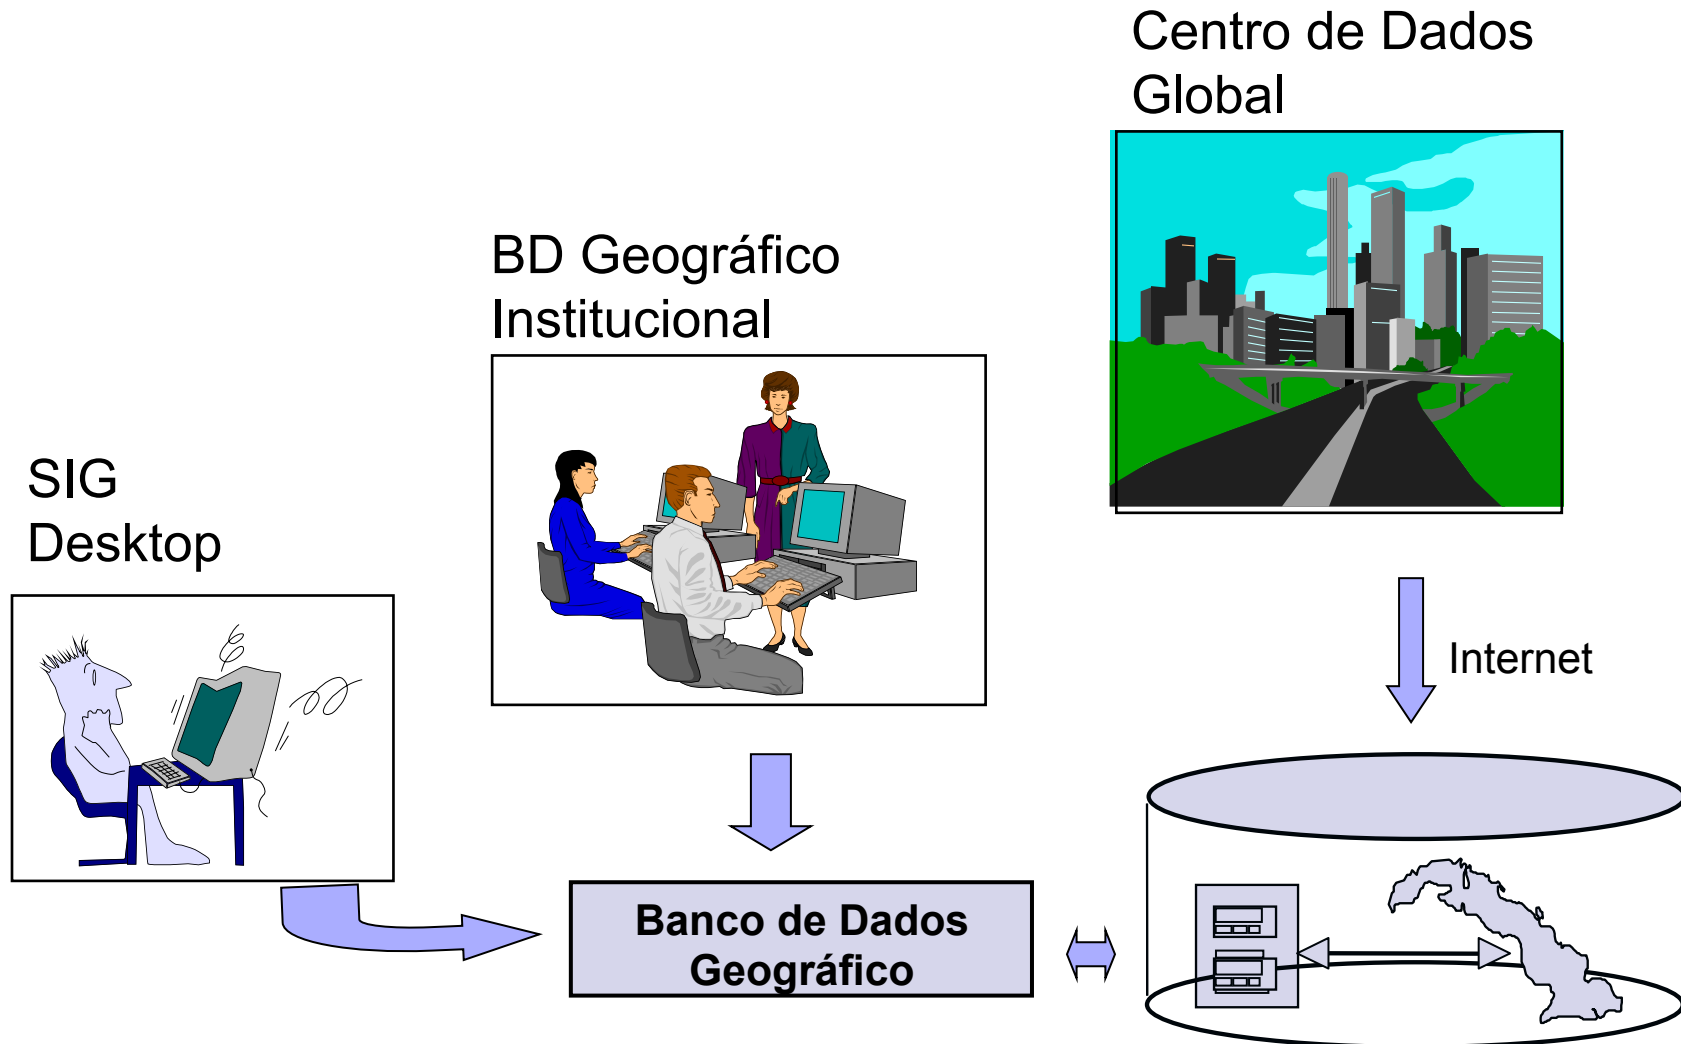 Centro de Dados
Global
BD Geográfico
Institucional
SIG
Desktop
Internet
Banco de Dados
Geográfico